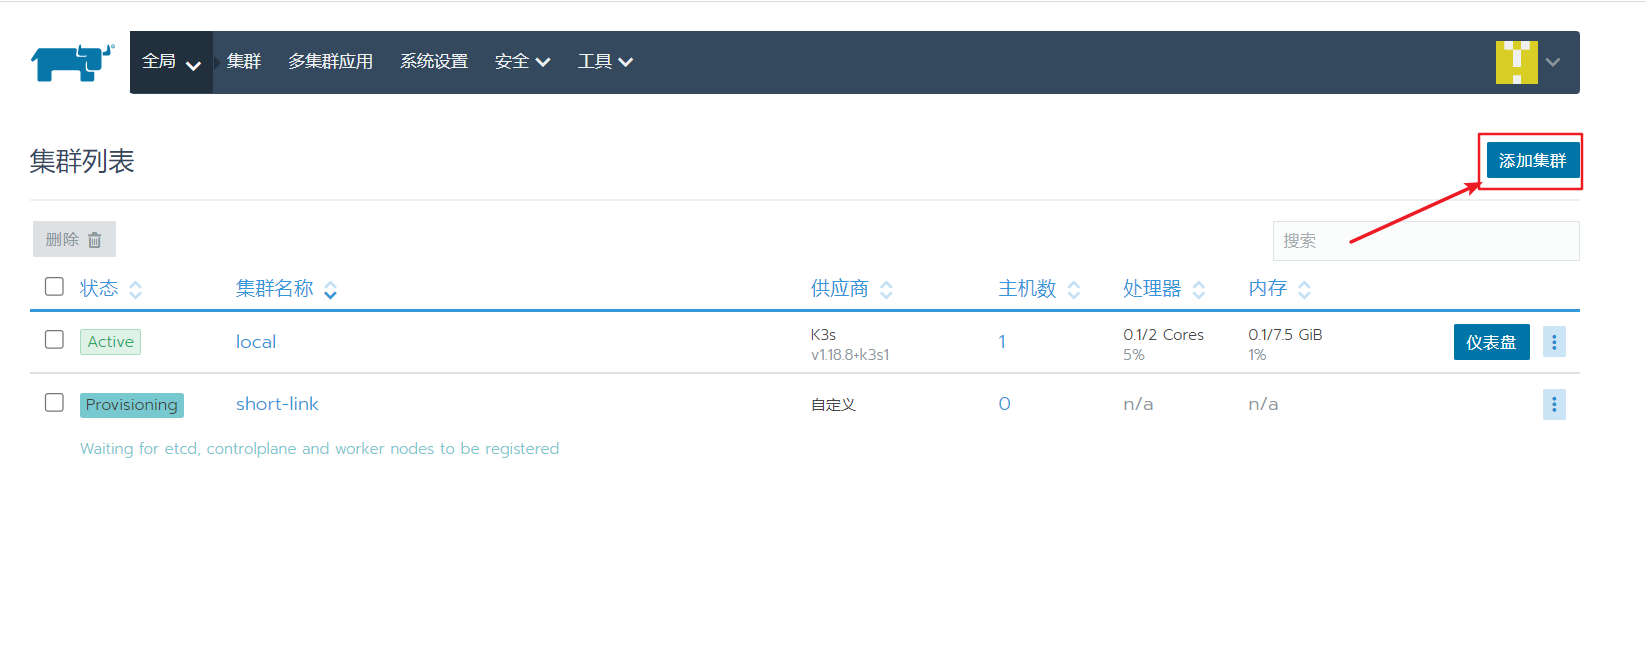 全局 集群 多集群应用 系统设置 安全 工具
集群列表
添加集群
删除
搜索
状态 集群名称 供应商 主机数 处理器 内存
Active local K3s 1 0.1/2 Cores 0.1/7.5 GiB 仪表盘
v1.18.8+k3s1 5% 1%
Provisioning short-link 自定义 0 n/a n/a
Waiting for etcd, controlplane and worker nodes to be registered